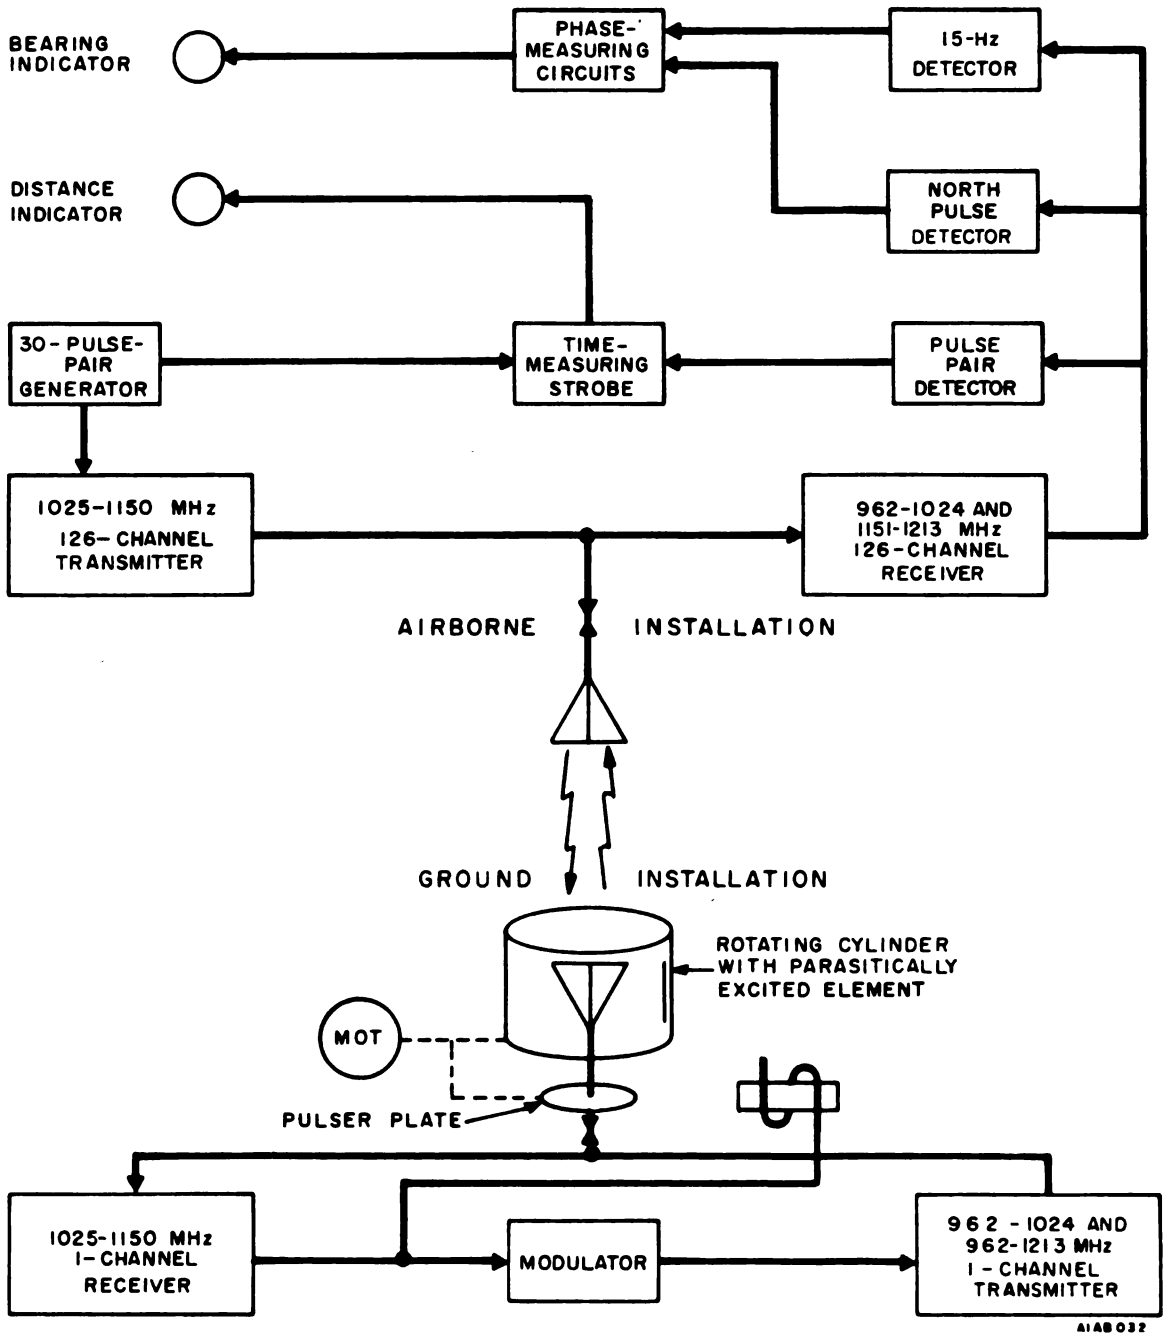 BEARING
INDICATOR
PHASE-
MEASURING
CIRCUITS
15-Hz
DETECTOR
DISTANCE
INDICATOR
NORTH
PULSE
DETECTOR
30-PULSE-
PAIR
GENERATOR
TIME-
MEASURING
STROBE
PULSE
PAIR
DETECTOR
1025-1150 MHz
126-CHANNEL
TRANSMITTER
962-1024 AND
1151-1213 MHz
126-CHANNEL
RECEIVER
AIRBORNE INSTALLATION
GROUND INSTALLATION
ROTATING CYLINDER
WITH PARASITICALLY
EXCITED ELEMENT
MOT
PULSER PLATE
1025-1150 MHz
1-CHANNEL
RECEIVER
MODULATOR
962-1024 AND
962-1213 MHz
1-CHANNEL
TRANSMITTER
AIAB032